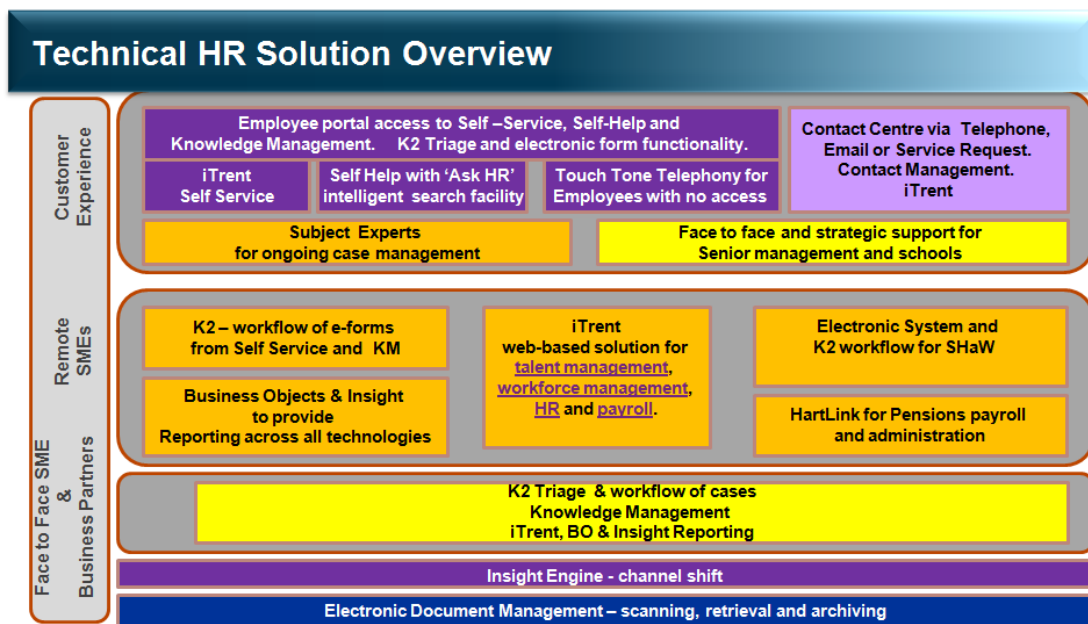 Technical HR Solution Overview
Customer
Experience
Employee portal access to Self –Service, Self-Help and
Knowledge Management. K2 Triage and electronic form functionality.
Contact Centre via Telephone,
Email or Service Request.
Contact Management.
iTrent
iTrent
Self Service
Self Help with ‘Ask HR’
intelligent search facility
Touch Tone Telephony for
Employees with no access
Subject Experts
for ongoing case management
Face to face and strategic support for
Senior management and schools
Remote
SMEs
K2 – workflow of e-forms
from Self Service and KM
Business Objects & Insight
to provide
Reporting across all technologies
iTrent
web-based solution for
talent management,
workforce management,
HR and payroll.
Electronic System and
K2 workflow for SHaW
HartLink for Pensions payroll
and administration
Face to Face SME
&
Business Partners
K2 Triage & workflow of cases
Knowledge Management
iTrent, BO & Insight Reporting
Insight Engine - channel shift
Electronic Document Management – scanning, retrieval and archiving